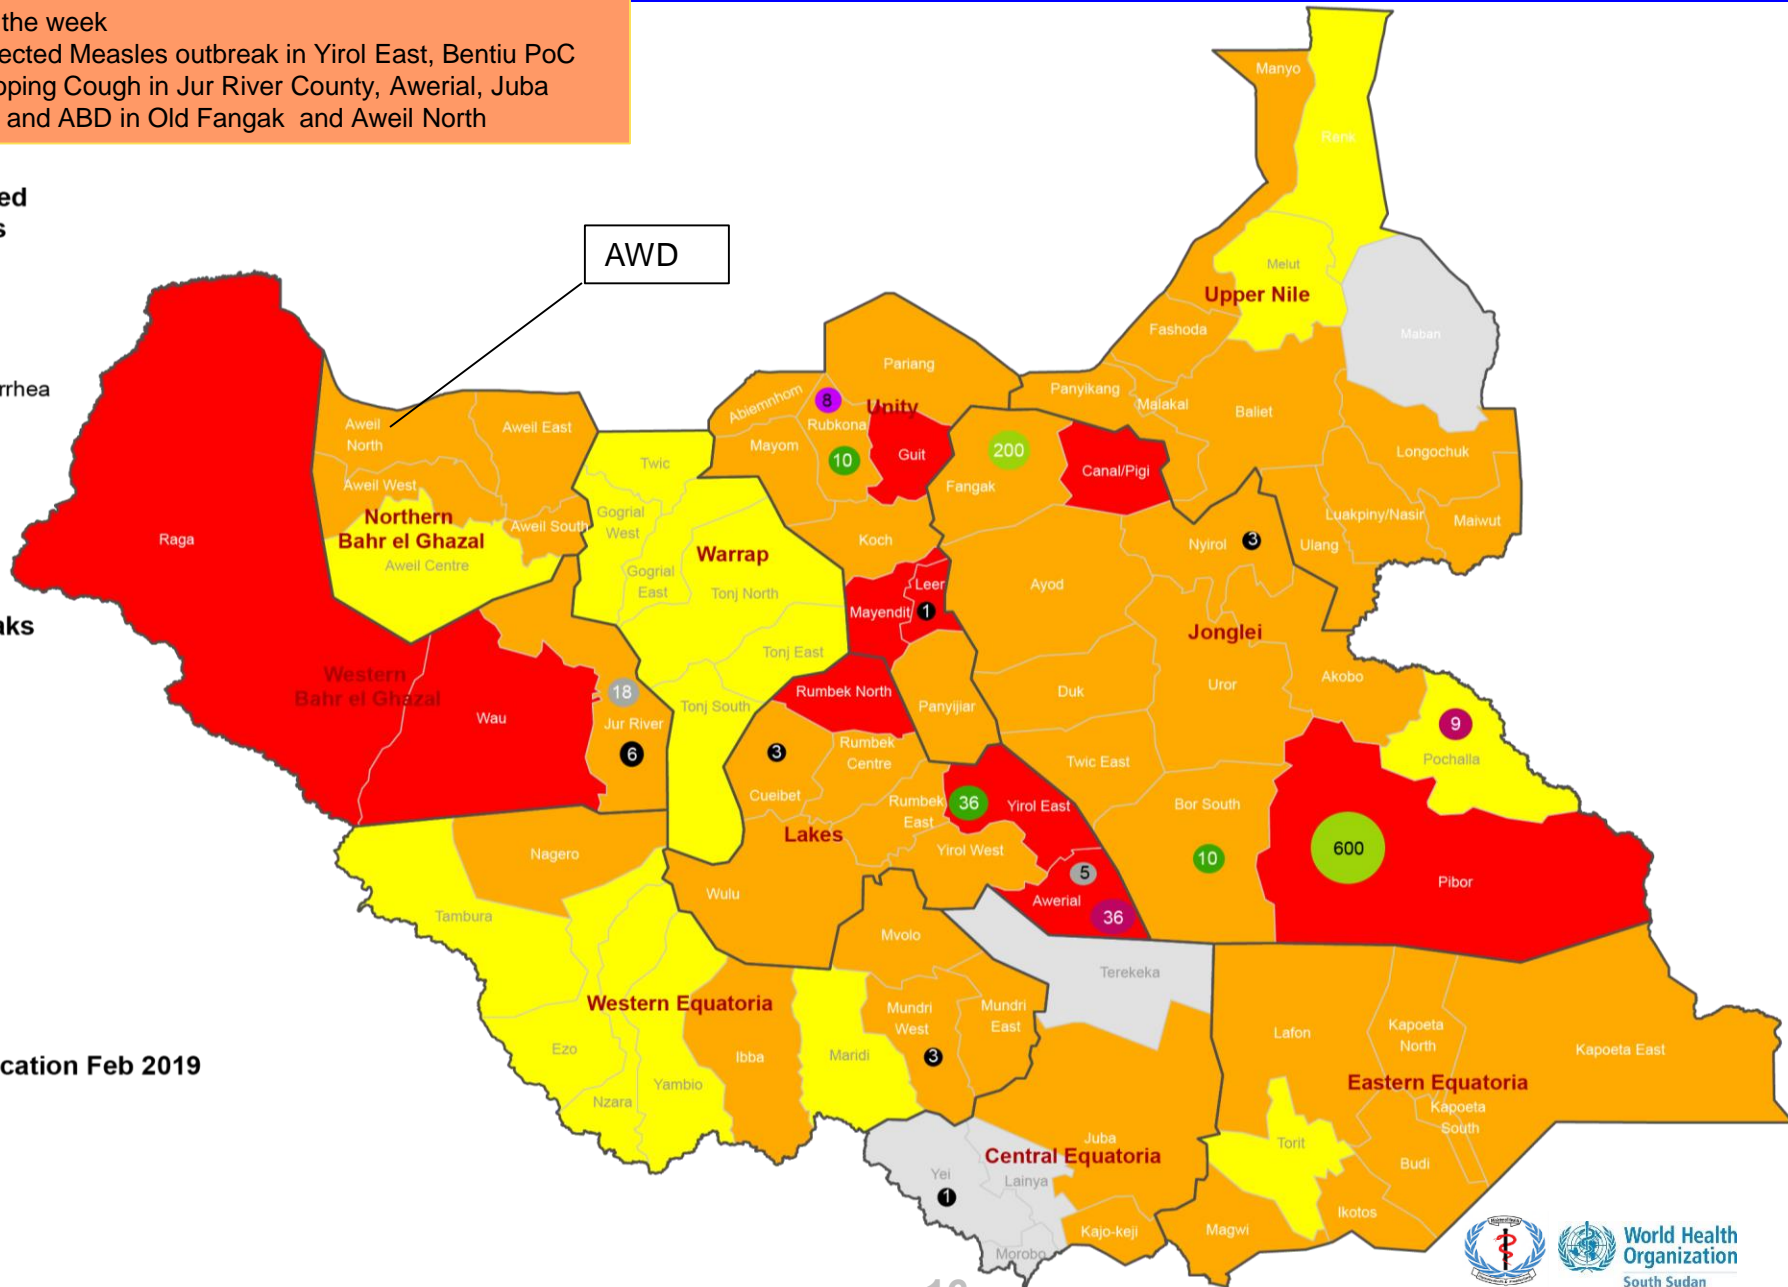 the week
ected Measles outbreak in Yirol East, Bentiu PoC
oping Cough in Jur River County, Awerial, Juba
and ABD in Old Fangak and Aweil North
ed
s
AWD
rrhea
aks
cation Feb 2019
Manyo
Renk
Melut
Upper Nile
Maban
Fashoda
Pariang
Panyikang
Malakal
Baliet
Abiemnhom
8
Unity
Rubkona
Mayom
10
Guit
200
Fangak
Canal/Pigi
Longochuk
Luakpiny/Nasir
Maiwut
Ulang
Nyirol
3
Aweil
North
Aweil East
Aweil West
Northern
Bahr el Ghazal
Aweil South
Aweil Centre
Raga
Twic
Gogrial
West
Warrap
Gogrial
East
Tonj North
Tonj East
Tonj South
Koch
Leer
Mayendit
1
Ayod
Jonglei
Akobo
Uror
Duk
Western
Bahr el Ghazal
Wau
18
Jur River
6
Rumbek North
Panyijiar
3
Rumbek
Centre
Cueibet
Rumbek
East
36
Yirol East
Lakes
Yirol West
Twic East
Bor South
10
9
Pochalla
600
Pibor
5
Awerial
36
Wulu
Nagero
Tambura
Mvolo
Terekeka
Western Equatoria
Mundri
West
Mundri
East
3
Ibba
Maridi
Ezo
Yambio
Nzara
Lafon
Kapoeta
North
Kapoeta East
Eastern Equatoria
Kapoeta
South
Torit
Budi
Ikotos
Magwi
Juba
Central Equatoria
Yei
Lainya
1
Kajo-keji
Morobo
World Health
Organization
South Sudan